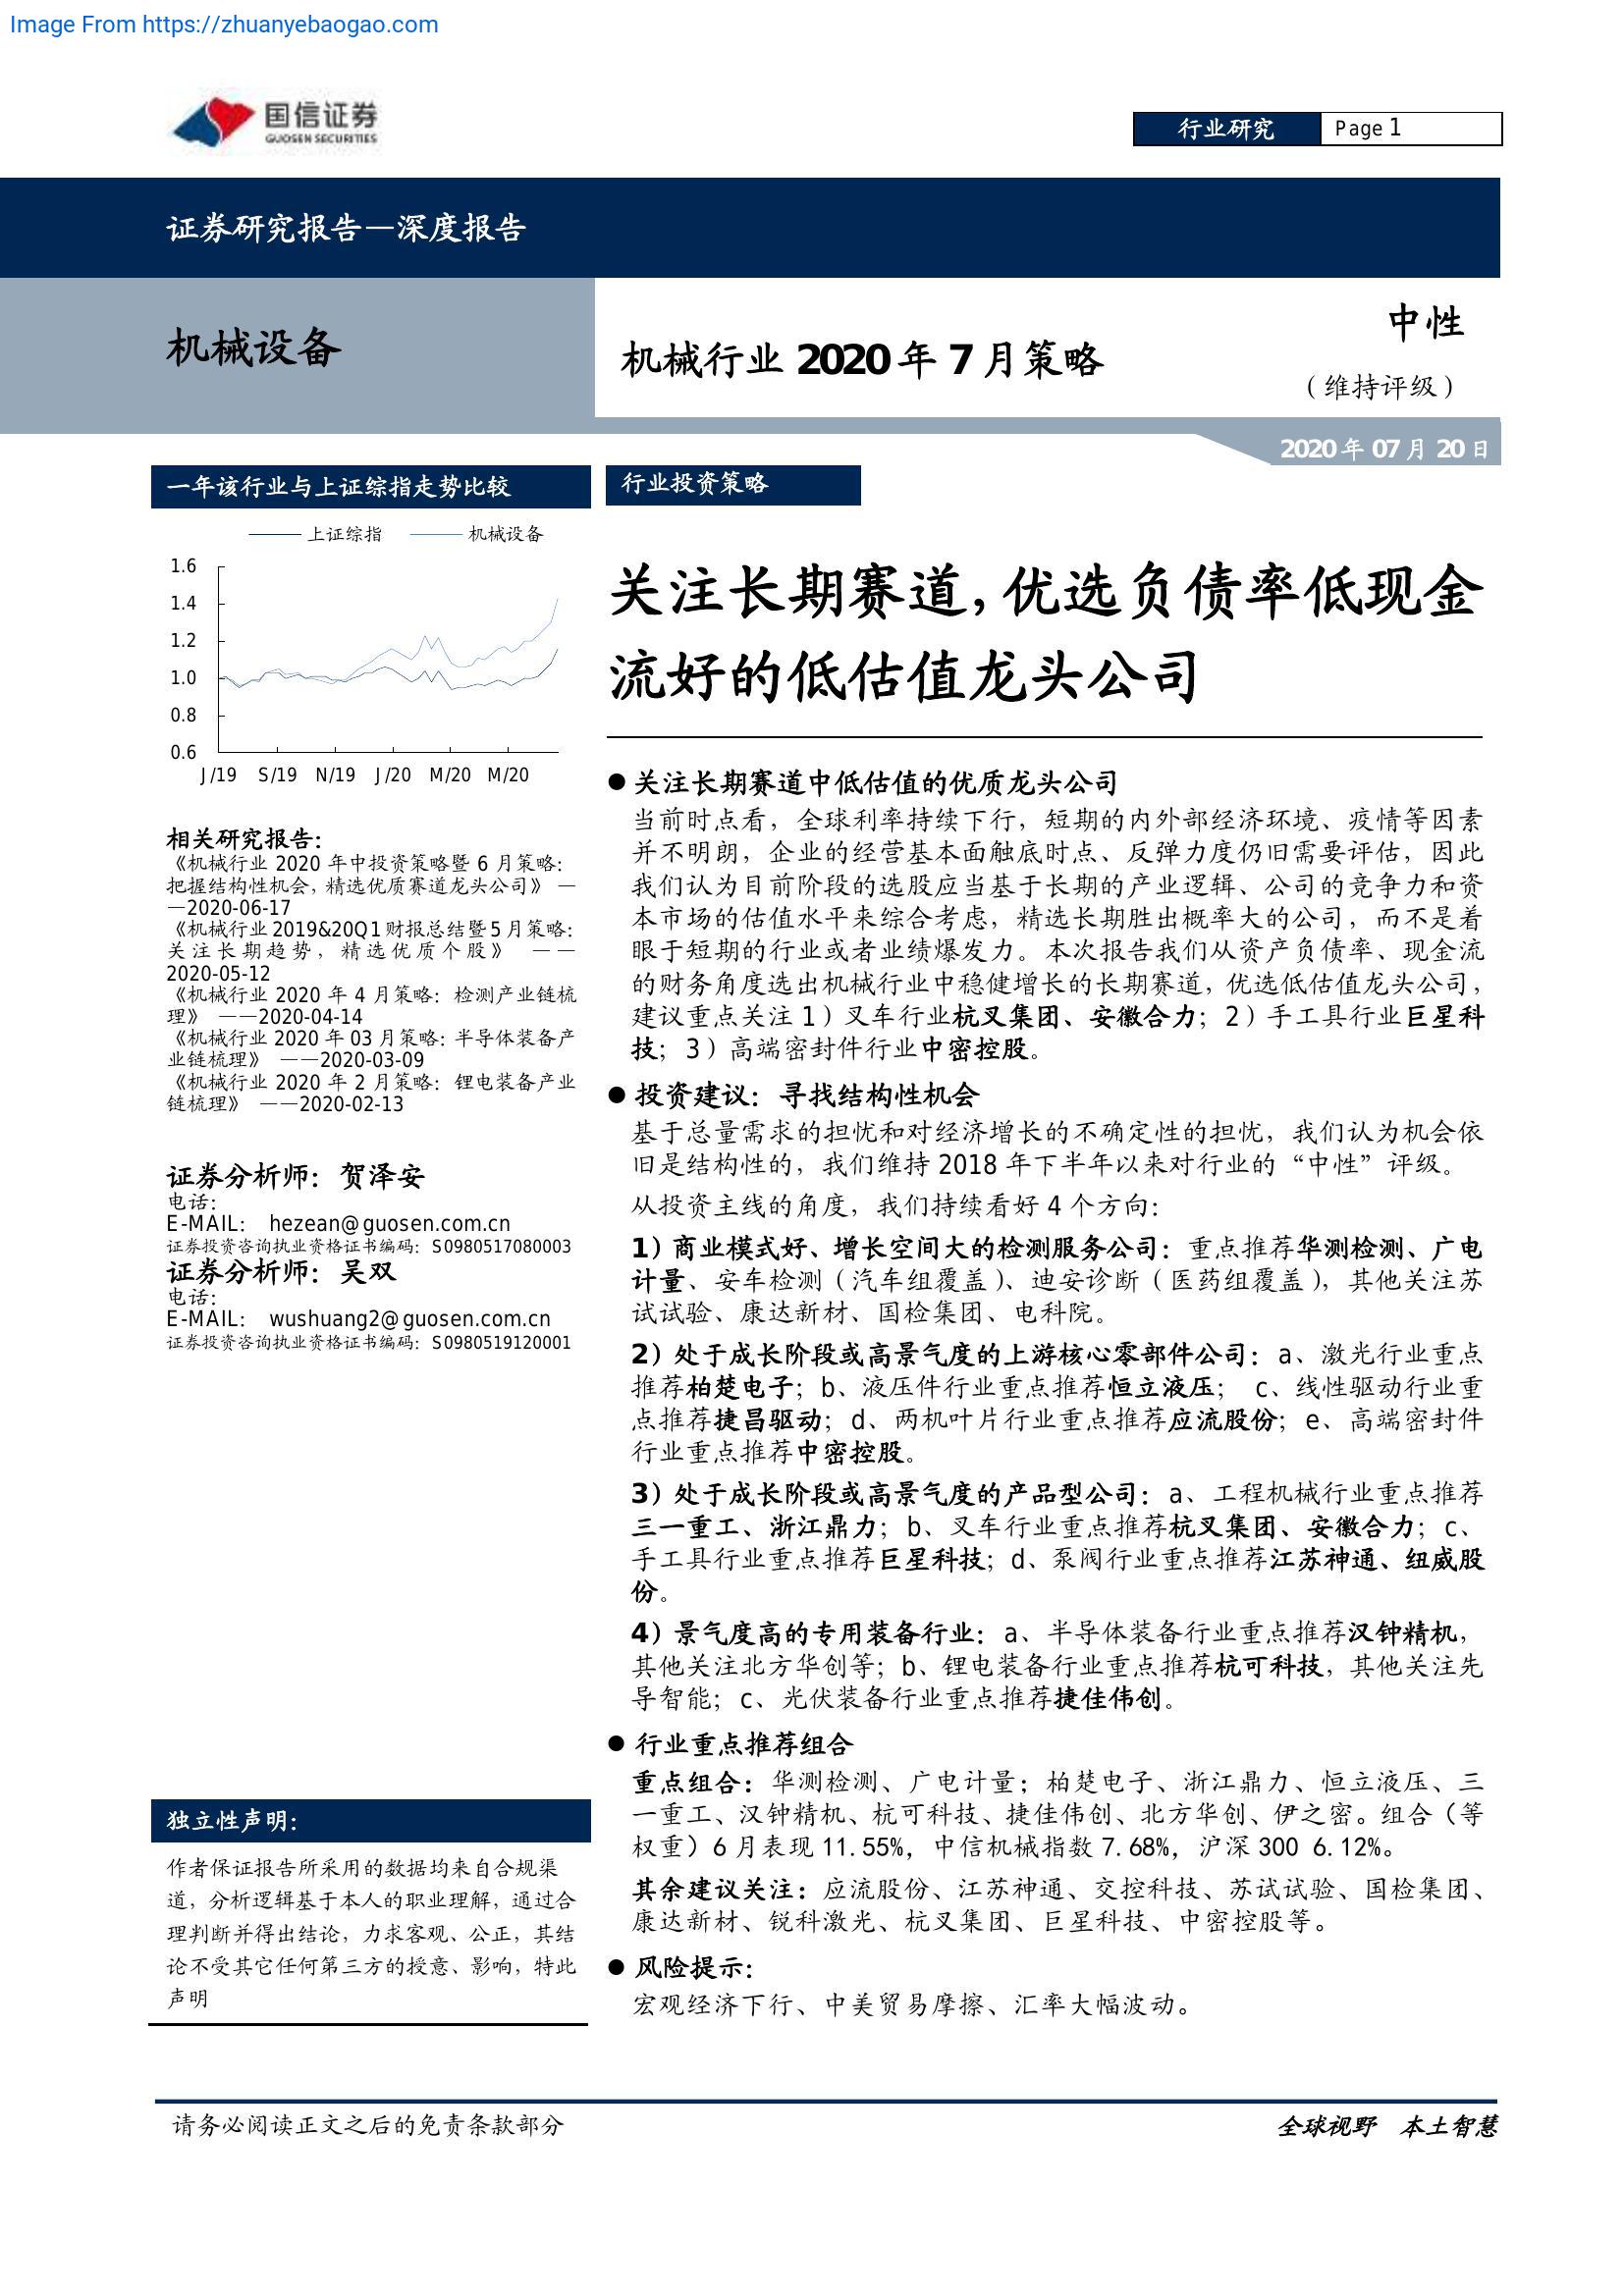 Image From https://zhuanyebaogao.com
国信证券
GUOSEN SECURITIES
行业研究
Page 1
证券研究报告—深度报告
机械设备
机械行业 2020 年 7 月策略
中性
（维持评级）
2020 年 07 月 20 日
一年该行业与上证综指走势比较
上证综指 机械设备
1.6
1.4
1.2
1.0
0.8
0.6
J/19 S/19 N/19 J/20 M/20 M/20
相关研究报告：
《机械行业 2020 年中投资策略暨 6 月策略：
把握结构性机会，精选优质赛道龙头公司》 —
—2020-06-17
《机械行业 2019&20Q1 财报总结暨 5 月策略：
关注长期趋势，精选优质个股》 ——
2020-05-12
《机械行业 2020 年 4 月策略：检测产业链梳
理》 ——2020-04-14
《机械行业 2020 年 03 月策略：半导体装备产
业链梳理》 ——2020-03-09
《机械行业 2020 年 2 月策略：锂电装备产业
链梳理》 ——2020-02-13
证券分析师：贺泽安
电话：
E-MAIL： hezean@guosen.com.cn
证券投资咨询执业资格证书编码：S0980517080003
证券分析师：吴双
电话：
E-MAIL： wushuang2@guosen.com.cn
证券投资咨询执业资格证书编码：S0980519120001
独立性声明：
作者保证报告所采用的数据均来自合规渠
道，分析逻辑基于本人的职业理解，通过合
理判断并得出结论，力求客观、公正，其结
论不受其它任何第三方的授意、影响，特此
声明
行业投资策略
关注长期赛道，优选负债率低现金
流好的低估值龙头公司
● 关注长期赛道中低估值的优质龙头公司
当前时点看，全球利率持续下行，短期的内外部经济环境、疫情等因素
并不明朗，企业的经营基本面触底时点、反弹力度仍旧需要评估，因此
我们认为目前阶段的选股应当基于长期的产业逻辑、公司的竞争力和资
本市场的估值水平来综合考虑，精选长期胜出概率大的公司，而不是着
眼于短期的行业或者业绩爆发力。本次报告我们从资产负债率、现金流
的财务角度选出机械行业中稳健增长的长期赛道，优选低估值龙头公司，
建议重点关注 1）叉车行业杭叉集团、安徽合力；2）手工具行业巨星科
技；3）高端密封件行业中密控股。
● 投资建议：寻找结构性机会
基于总量需求的担忧和对经济增长的不确定性的担忧，我们认为机会依
旧是结构性的，我们维持 2018 年下半年以来对行业的“中性”评级。
从投资主线的角度，我们持续看好 4 个方向：
1）商业模式好、增长空间大的检测服务公司：重点推荐华测检测、广电
计量、安车检测（汽车组覆盖）、迪安诊断（医药组覆盖），其他关注苏
试试验、康达新材、国检集团、电科院。
2）处于成长阶段或高景气度的上游核心零部件公司：a、激光行业重点
推荐柏楚电子；b、液压件行业重点推荐恒立液压； c、线性驱动行业重
点推荐捷昌驱动；d、两机叶片行业重点推荐应流股份；e、高端密封件
行业重点推荐中密控股。
3）处于成长阶段或高景气度的产品型公司：a、工程机械行业重点推荐
三一重工、浙江鼎力；b、叉车行业重点推荐杭叉集团、安徽合力；c、
手工具行业重点推荐巨星科技；d、泵阀行业重点推荐江苏神通、纽威股
份。
4）景气度高的专用装备行业：a、半导体装备行业重点推荐汉钟精机，
其他关注北方华创等；b、锂电装备行业重点推荐杭可科技，其他关注先
导智能；c、光伏装备行业重点推荐捷佳伟创。
● 行业重点推荐组合
重点组合：华测检测、广电计量；柏楚电子、浙江鼎力、恒立液压、三
一重工、汉钟精机、杭可科技、捷佳伟创、北方华创、伊之密。组合（等
权重）6 月表现 11.55%，中信机械指数 7.68%，沪深 300 6.12%。
其余建议关注：应流股份、江苏神通、交控科技、苏试试验、国检集团、
康达新材、锐科激光、杭叉集团、巨星科技、中密控股等。
● 风险提示：
宏观经济下行、中美贸易摩擦、汇率大幅波动。
请务必阅读正文之后的免责条款部分
全球视野 本土智慧